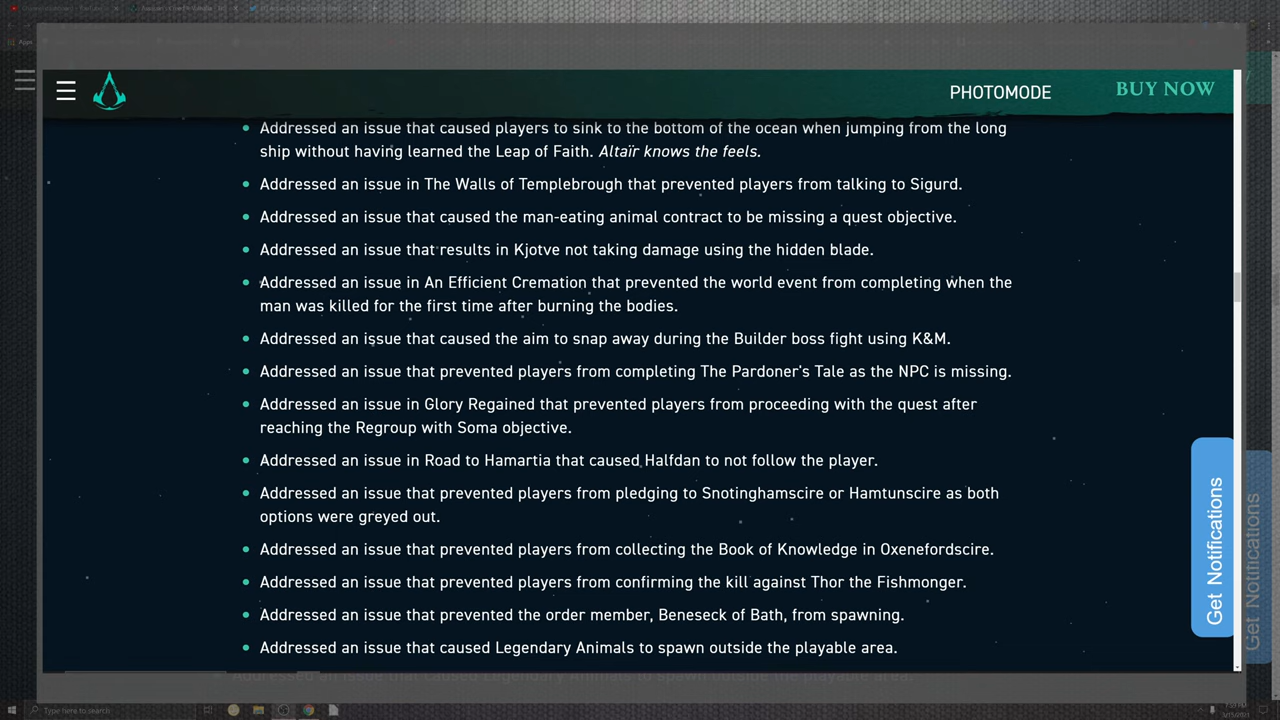 PHOTOMODE
BUY NOW
Addressed an issue that caused players to sink to the bottom of the ocean when jumping from the long
ship without having learned the Leap of Faith. Altaïr knows the feels.
Addressed an issue in The Walls of Templebrough that prevented players from talking to Sigurd.
Addressed an issue that caused the man-eating animal contract to be missing a quest objective.
Addressed an issue that results in Kjotve not taking damage using the hidden blade.
Addressed an issue in An Efficient Cremation that prevented the world event from completing when the
man was killed for the first time after burning the bodies.
Addressed an issue that caused the aim to snap away during the Builder boss fight using K&M.
Addressed an issue that prevented players from completing The Pardoner's Tale as the NPC is missing.
Addressed an issue in Glory Regained that prevented players from proceeding with the quest after
reaching the Regroup with Soma objective.
Addressed an issue in Road to Hamartia that caused Halfdan to not follow the player.
Addressed an issue that prevented players from pledging to Snotinghamscire or Hamtunscire as both
options were greyed out.
Addressed an issue that prevented players from collecting the Book of Knowledge in Oxenefordscire.
Addressed an issue that prevented players from confirming the kill against Thor the Fishmonger.
Addressed an issue that prevented the order member, Beneseck of Bath, from spawning.
Addressed an issue that caused Legendary Animals to spawn outside the playable area.
Get Notifications
Get Notifications
Apps
Type here to search